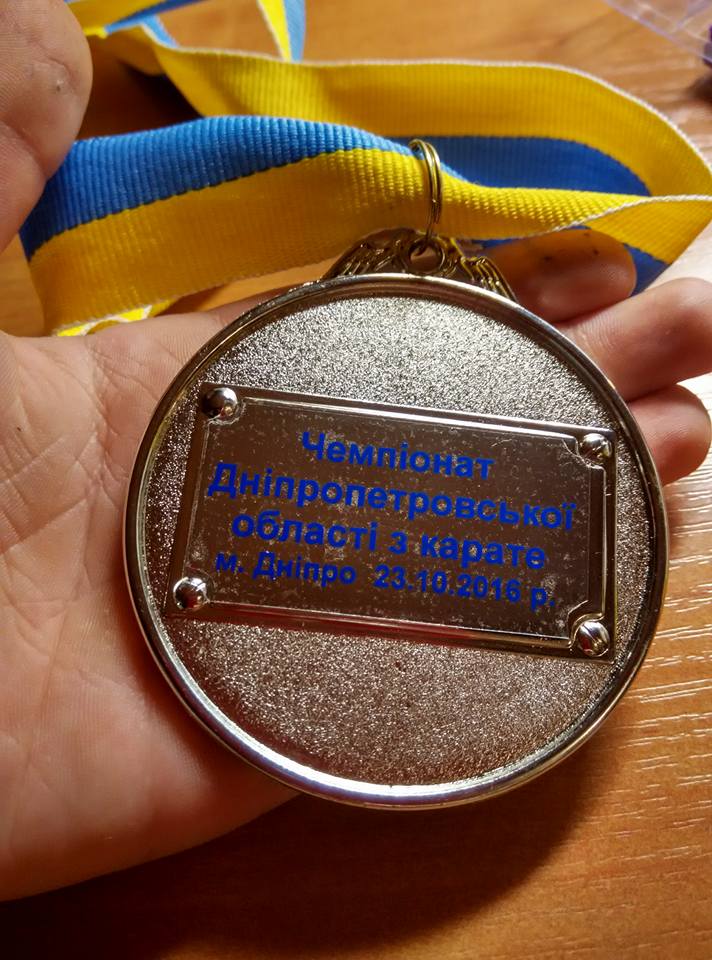 Чемпіонат
Дніпропетровської
області з карате
м. Дніпро 23.10.2016 р.